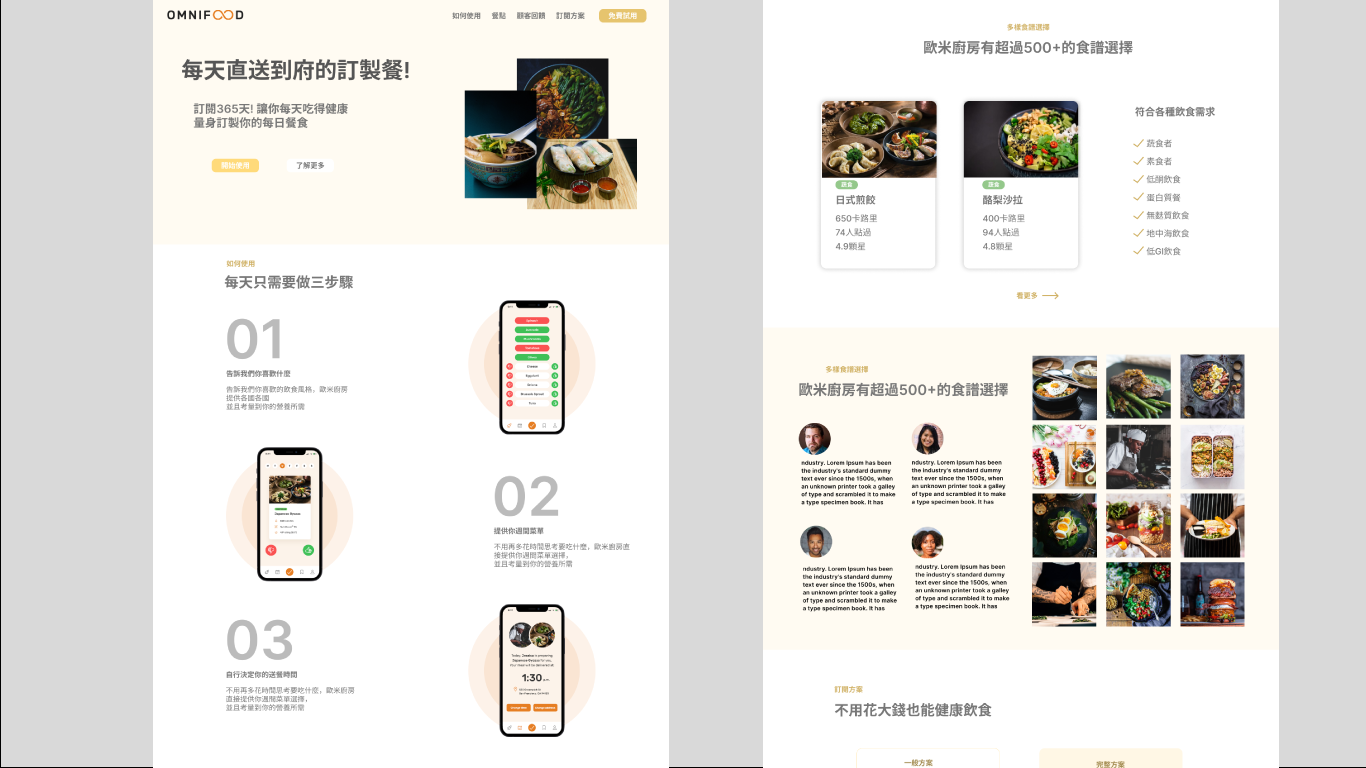 OMNIFOOD
如何使用
餐點
顧客回饋
訂閱方案
免費試用
每天直送到府的訂製餐!
訂閱365天! 讓你每天吃得健康
量身訂製你的每日餐食
開始使用
了解更多
如何使用
每天只需要做三步驟
01
告訴我們你喜歡什麼
告訴我們你喜歡的飲食風格，歐米廚房
提供各國各國
並且考量到你的營養所需
02
提供你週間菜單
不用再多花時間思考要吃什麼，歐米廚房直
接提供你週間菜單選擇，
並且考量到你的營養所需
03
自行決定你的送餐時間
不用再多花時間思考要吃什麼，歐米廚房
直接提供你週間菜單選擇，
並且考量到你的營養所需
1:30
多樣食譜選擇
歐米廚房有超過500+的食譜選擇
蔬食
日式煎餃
650卡路里
74人點過
4.9顆星
蔬食
酪梨沙拉
400卡路里
94人點過
4.8顆星
符合各種飲食需求
蔬食者
素食者
低酮飲食
蛋白質餐
無麩質飲食
地中海飲食
低GI飲食
看更多
多樣食譜選擇
歐米廚房有超過500+的食譜選擇
ndustry. Lorem Ipsum has been
the industry's standard dummy
text ever since the 1500s, when
an unknown printer took a galley
of type and scrambled it to make
a type specimen book. It has
ndustry. Lorem Ipsum has been
the industry's standard dummy
text ever since the 1500s, when
an unknown printer took a galley
of type and scrambled it to make
a type specimen book. It has
ndustry. Lorem Ipsum has been
the industry's standard dummy
text ever since the 1500s, when
an unknown printer took a galley
of type and scrambled it to make
a type specimen book. It has
ndustry. Lorem Ipsum has been
the industry's standard dummy
text ever since the 1500s, when
an unknown printer took a galley
of type and scrambled it to make
a type specimen book. It has
訂閱方案
不用花大錢也能健康飲食
一般方案
完整方案